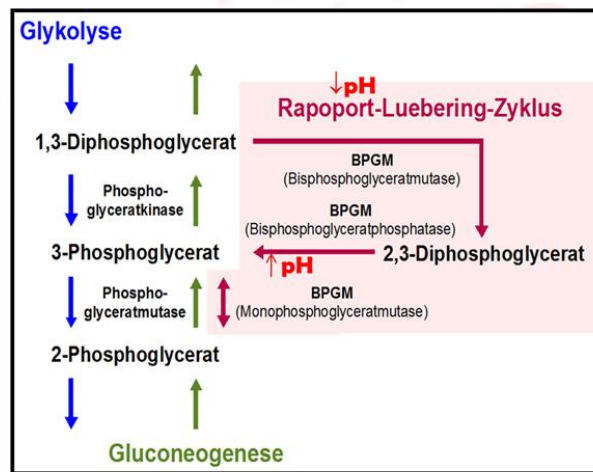 Glykolyse
↓pH
Rapoport-Luebering-Zyklus
1,3-Diphosphoglycerat
BPGM
(Bisphosphoglyceratmutase)
Phospho-
glyceratkinase
BPGM
(Bisphosphoglyceratphosphatase)
3-Phosphoglycerat
2,3-Diphosphoglycerat
↑pH
Phospho-
glyceratmutase
BPGM
(Monophosphoglyceratmutase)
2-Phosphoglycerat
Gluconeogenese